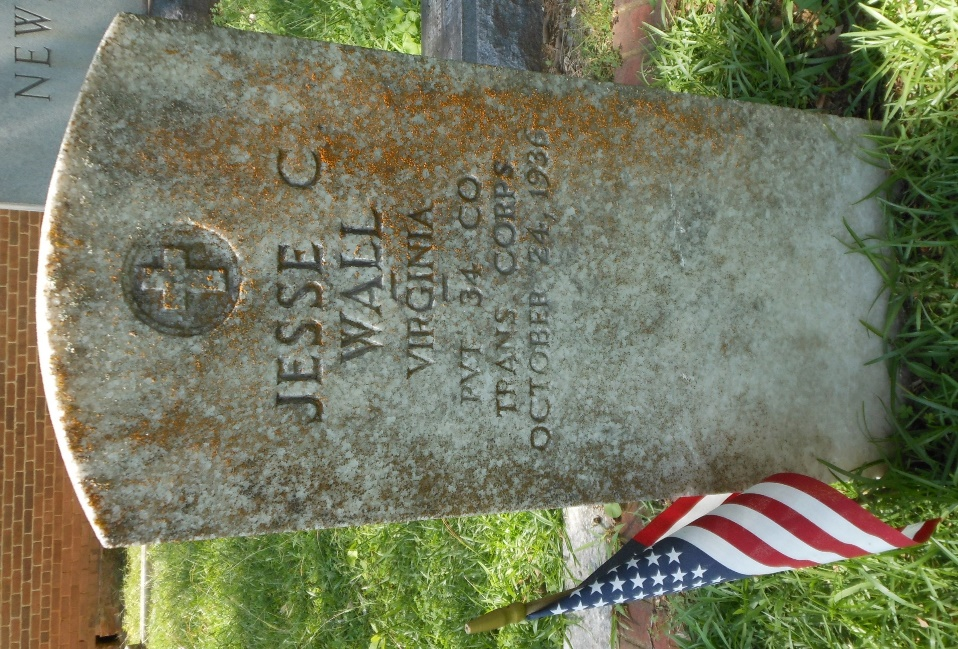 JESSE C
WALL
VIRGINIA
PVT 34 CO
TRANS CORPS
OCTOBER 24, 1936
NEW